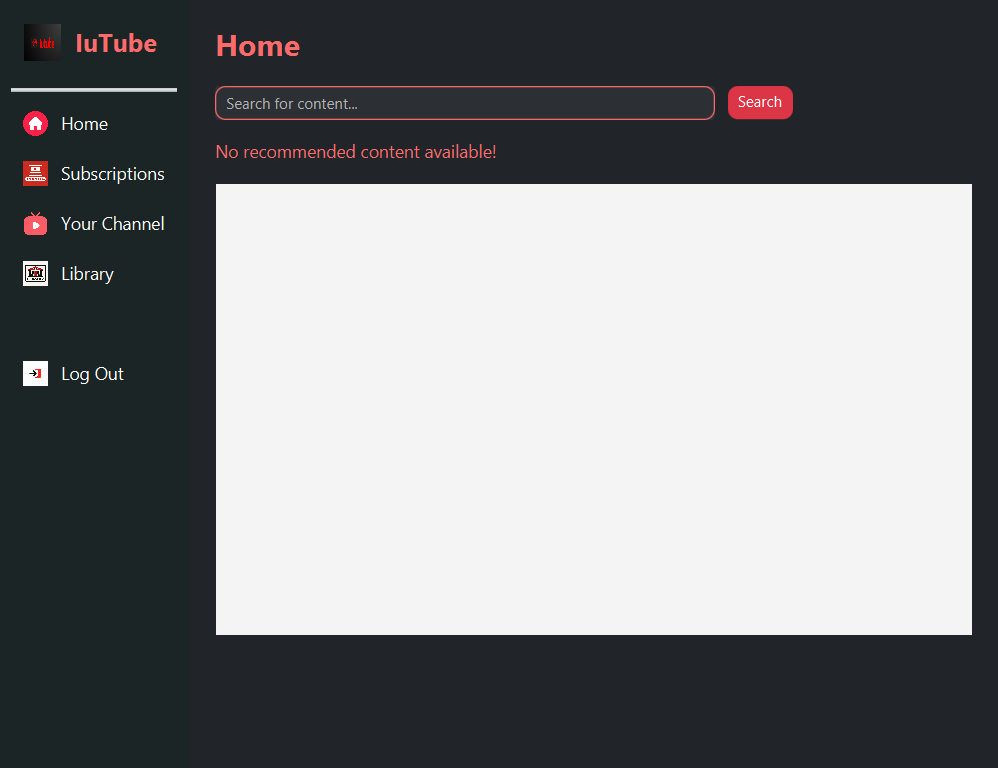 IuTube
Home
Subscriptions
Your Channel
Library
Log Out
Home
Search for content...
Search
No recommended content available!